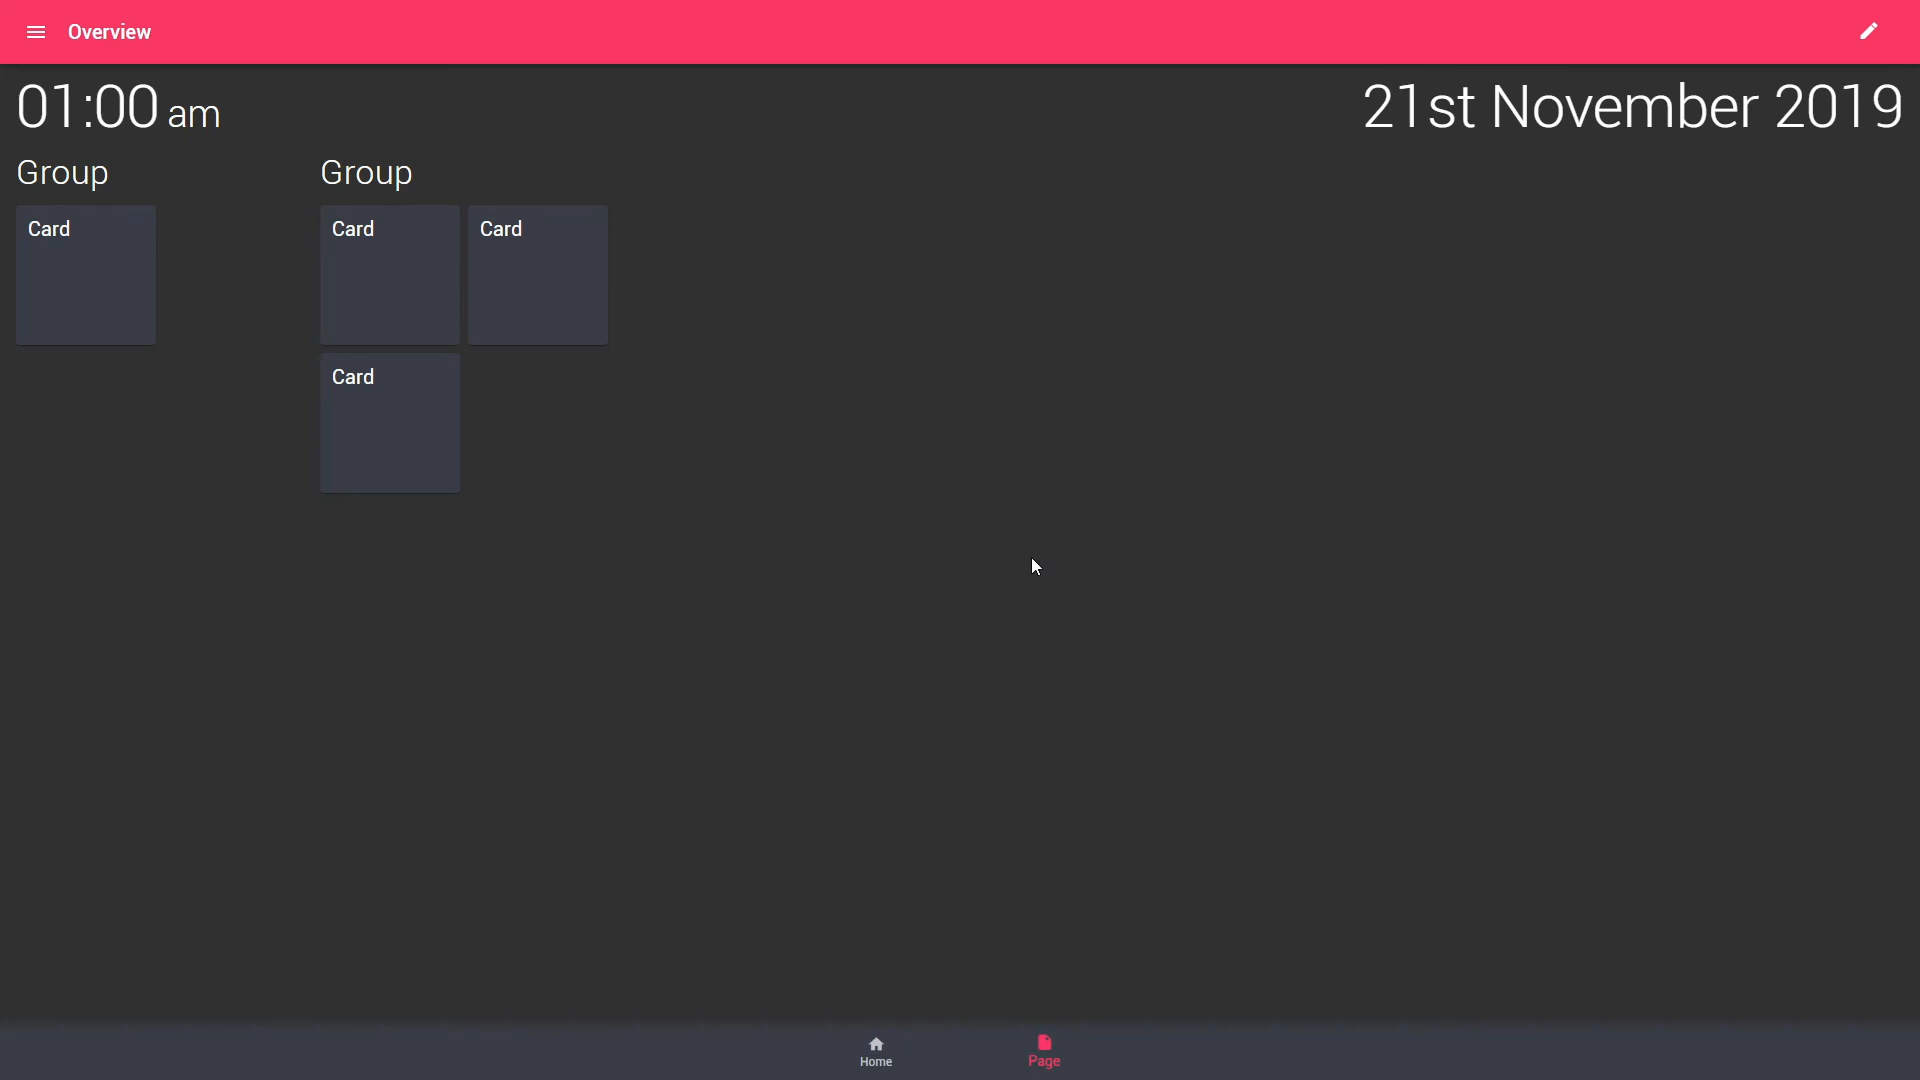 Overview
01:00 am
21st November 2019
Group
Group
Card
Card
Card
Card
Home
Page